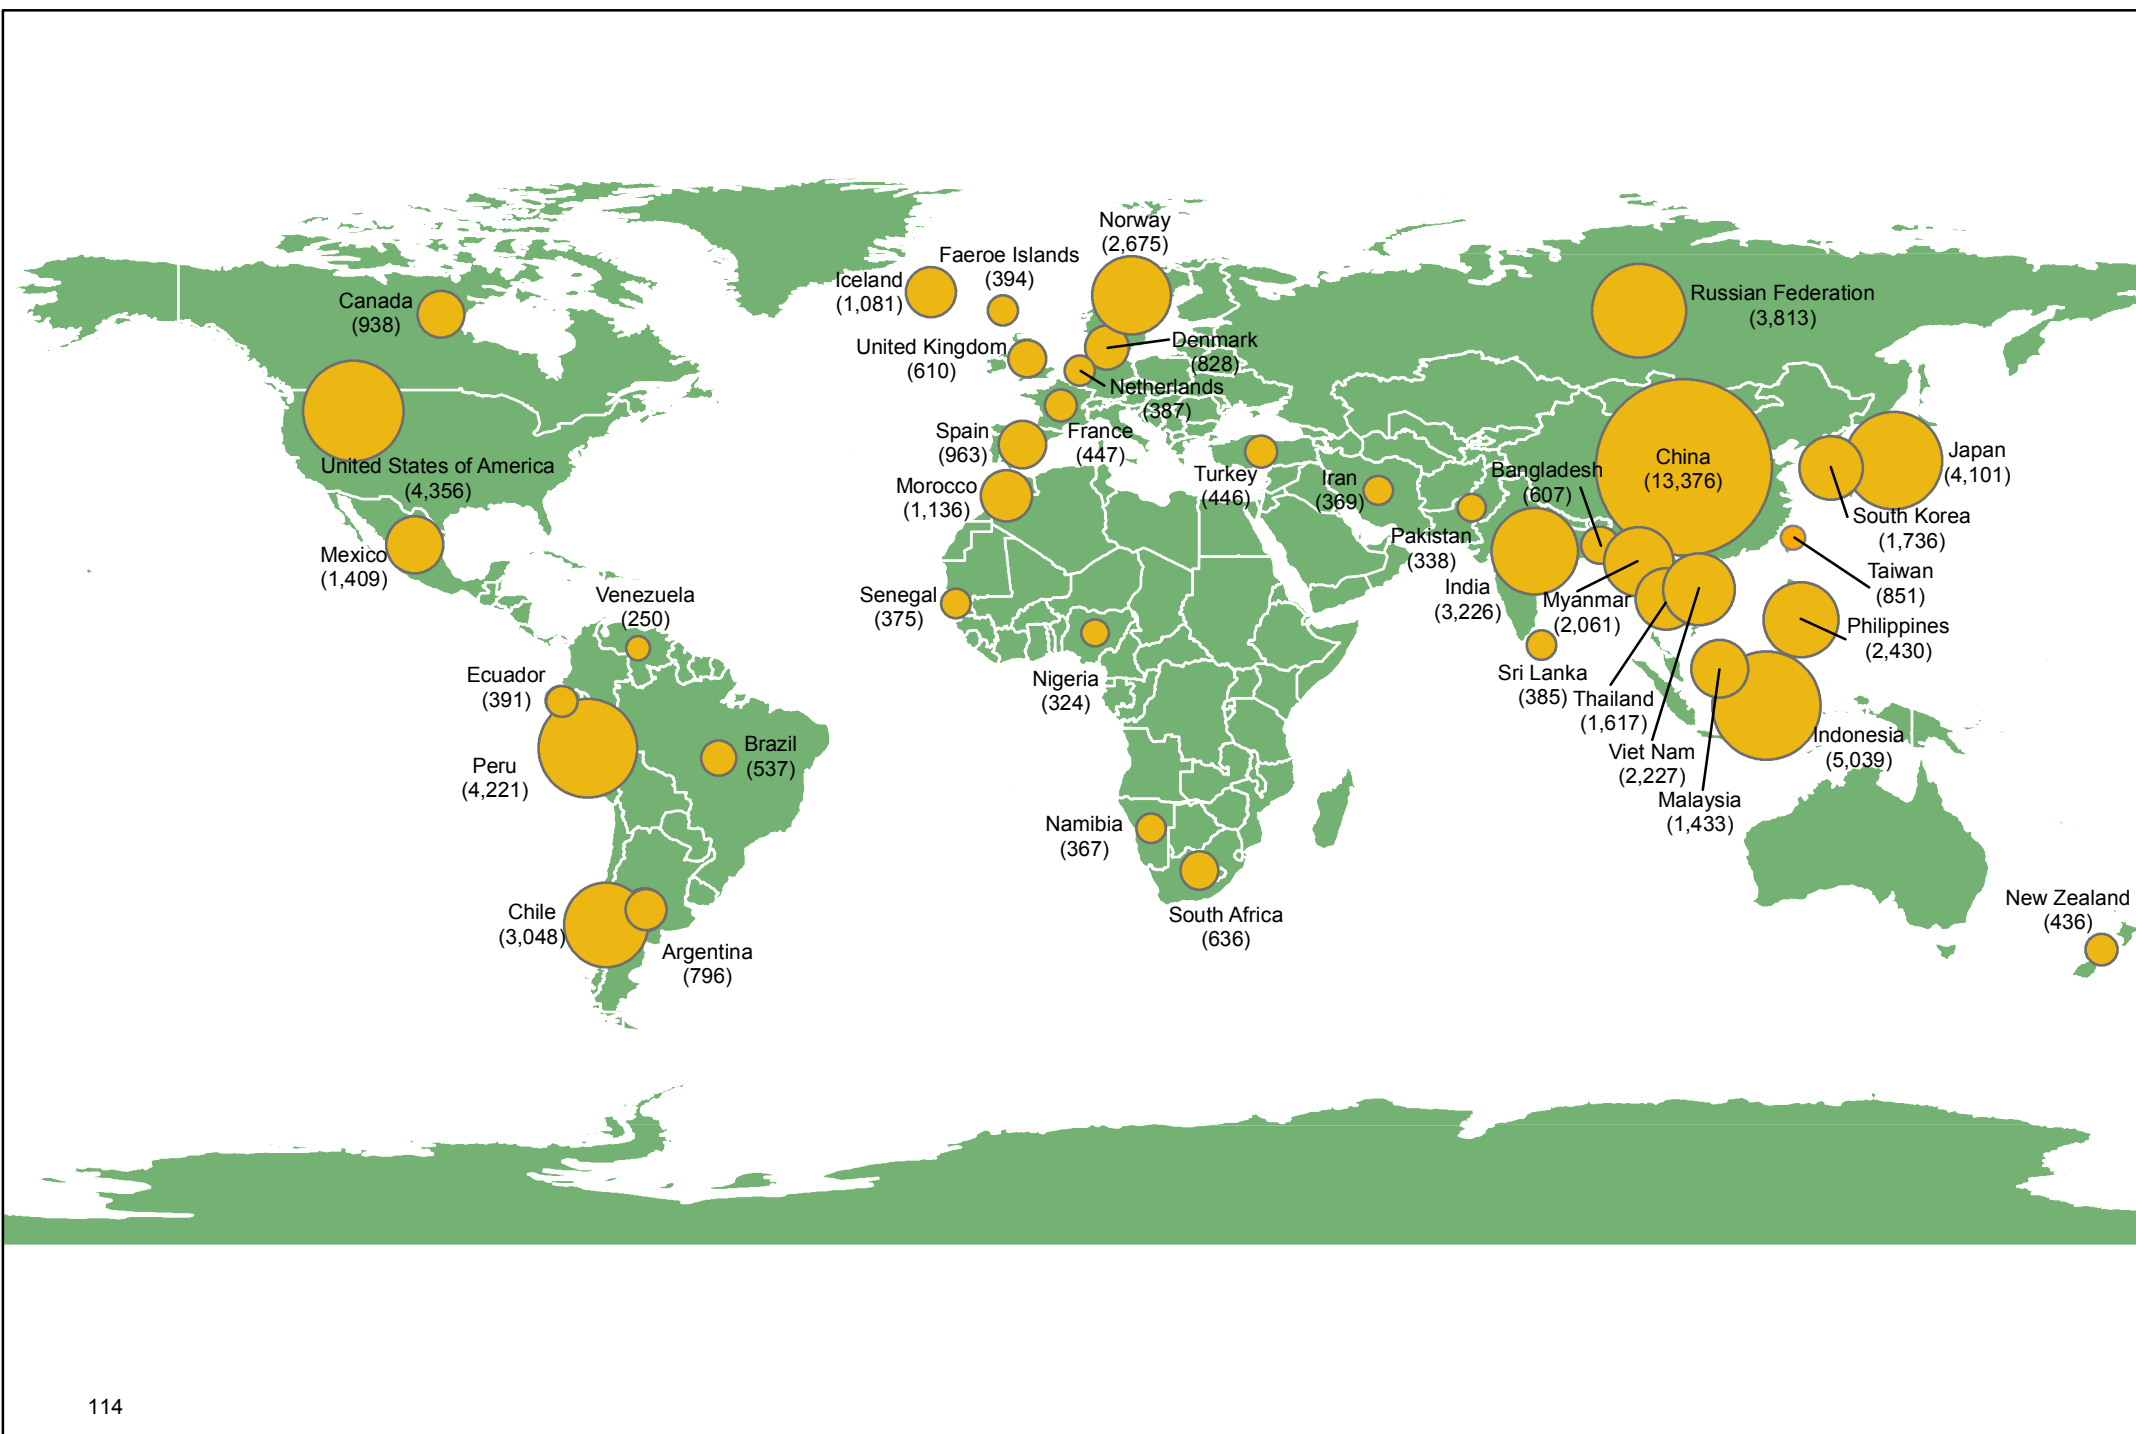 Norway
(2,675)
Faeroe Islands
(394)
Iceland
(1,081)
Canada
(938)
Russian Federation
(3,813)
United Kingdom
(610)
Denmark
(828)
Netherlands
(387)
Spain
(963)
France
(447)
United States of America
(4,356)
Morocco
(1,136)
Turkey
(446)
Iran
(369)
Bangladesh
(607)
China
(13,376)
Japan
(4,101)
South Korea
(1,736)
Mexico
(1,409)
Pakistan
(338)
Taiwan
(851)
Venezuela
(250)
Senegal
(375)
India
(3,226)
Myanmar
(2,061)
Philippines
(2,430)
Ecuador
(391)
Nigeria
(324)
Sri Lanka
(385)
Thailand
(1,617)
Peru
(4,221)
Brazil
(537)
Viet Nam
(2,227)
Indonesia
(5,039)
Malaysia
(1,433)
Namibia
(367)
Chile
(3,048)
Argentina
(796)
South Africa
(636)
New Zealand
(436)
114